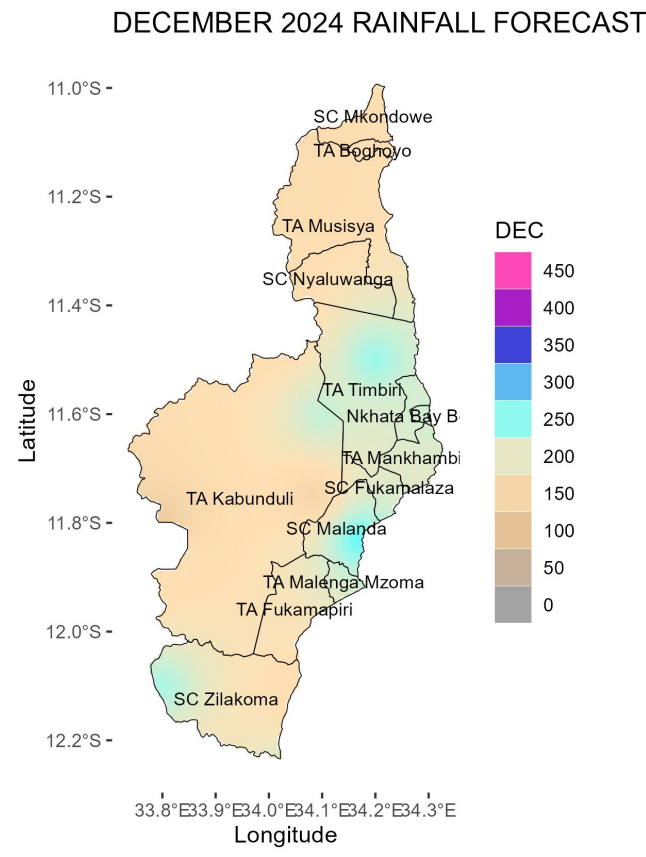 DECEMBER 2024 RAINFALL FORECAST
11.0°S
SC Mkondowe
TA Boghoyo
11.2°S
TA Musisya
DEC
SC Nyaluwanga
450
11.4°S
400
350
300
TA Timbiri
250
11.6°S
Nkhata Bay B
200
TA Mankhambi
150
SC Fukamalaza
TA Kabunduli
100
11.8°S
SC Malanda
50
TA Malenga Mzoma
0
TA Fukamapiri
12.0°S
SC Zilakoma
12.2°S
33.8°E 33.9°E 34.0°E 34.1°E 34.2°E 34.3°E
Longitude
Latitude